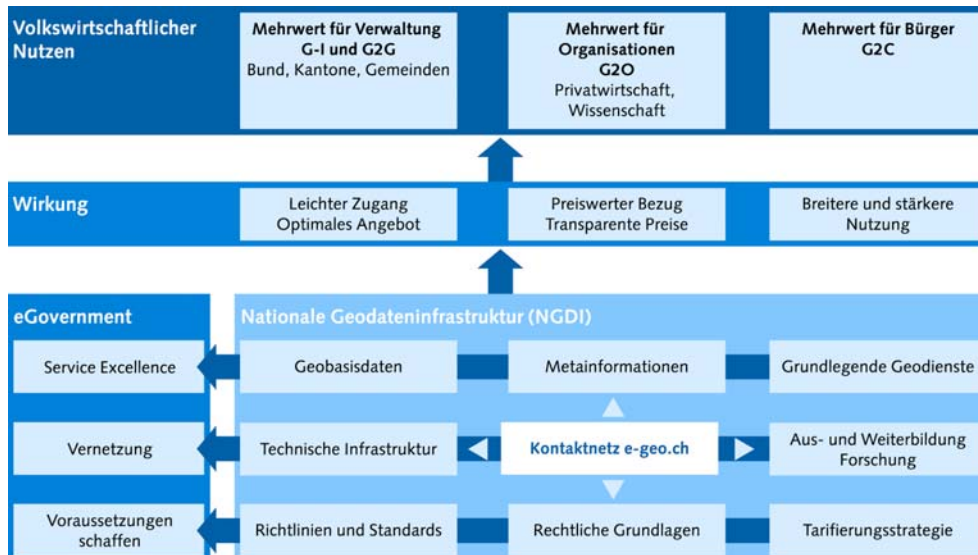 Volkswirtschaftlicher
Nutzen
Mehrwert für Verwaltung
G-I und G2G
Bund, Kantone, Gemeinden
Mehrwert für
Organisationen
G2O
Privatwirtschaft,
Wissenschaft
Mehrwert für Bürger
G2C
Wirkung
Leichter Zugang
Optimales Angebot
Preiswerter Bezug
Transparente Preise
Breitere und stärkere
Nutzung
eGovernment
Nationale Geodateninfrastruktur (NGDI)
Service Excellence
Geobasisdaten
Metainformationen
Grundlegende Geodienste
Vernetzung
Technische Infrastruktur
Kontaktnetz e-geo.ch
Aus- und Weiterbildung
Forschung
Voraussetzungen
schaffen
Richtlinien und Standards
Rechtliche Grundlagen
Tarifierungsstrategie